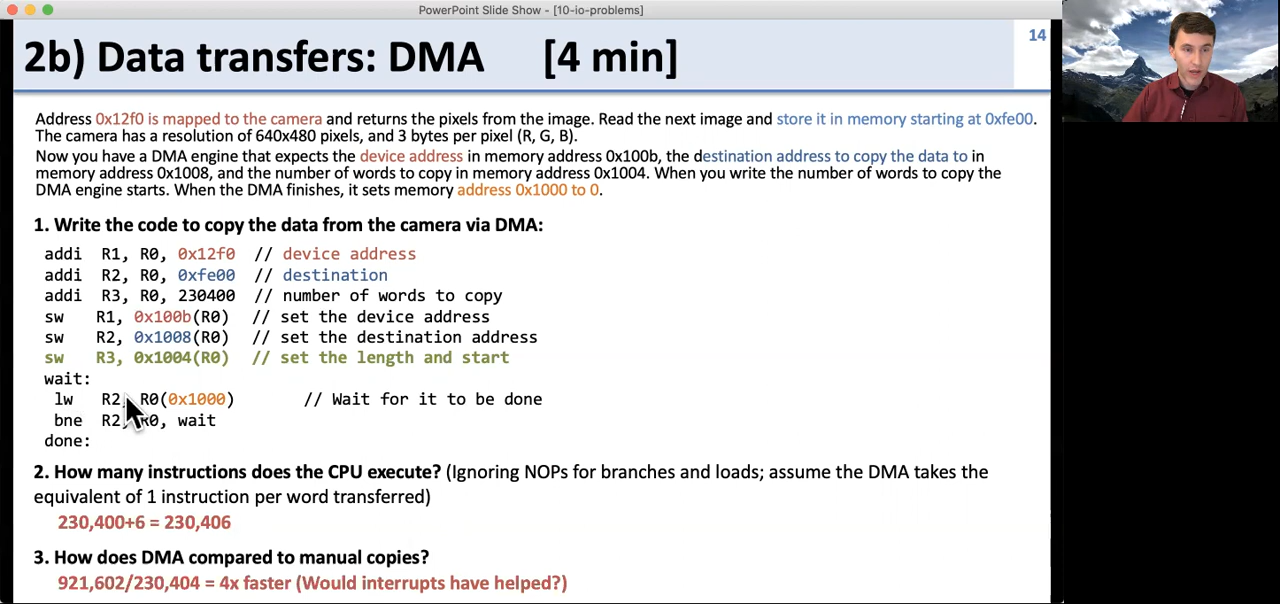 PowerPoint Slide Show - [10-io-problems]
14
2b) Data transfers: DMA [4 min]
Address 0x12f0 is mapped to the camera and returns the pixels from the image. Read the next image and store it in memory starting at 0xfe00.
The camera has a resolution of 640x480 pixels, and 3 bytes per pixel (R, G, B).
Now you have a DMA engine that expects the device address in memory address 0x100b, the destination address to copy the data to in
memory address 0x1008, and the number of words to copy in memory address 0x1004. When you write the number of words to copy the
DMA engine starts. When the DMA finishes, it sets memory address 0x1000 to 0.
1. Write the code to copy the data from the camera via DMA:
addi R1, R0, 0x12f0 // device address
addi R2, R0, 0xfe00 // destination
addi R3, R0, 230400 // number of words to copy
sw R1, 0x100b(R0) // set the device address
sw R2, 0x1008(R0) // set the destination address
sw R3, 0x1004(R0) // set the length and start
wait:
lw R2, R0(0x1000) // Wait for it to be done
bne R2, R0, wait
done:
2. How many instructions does the CPU execute? (Ignoring NOPs for branches and loads; assume the DMA takes the
equivalent of 1 instruction per word transferred)
230,400+6 = 230,406
3. How does DMA compared to manual copies?
921,602/230,404 = 4x faster (Would interrupts have helped?)